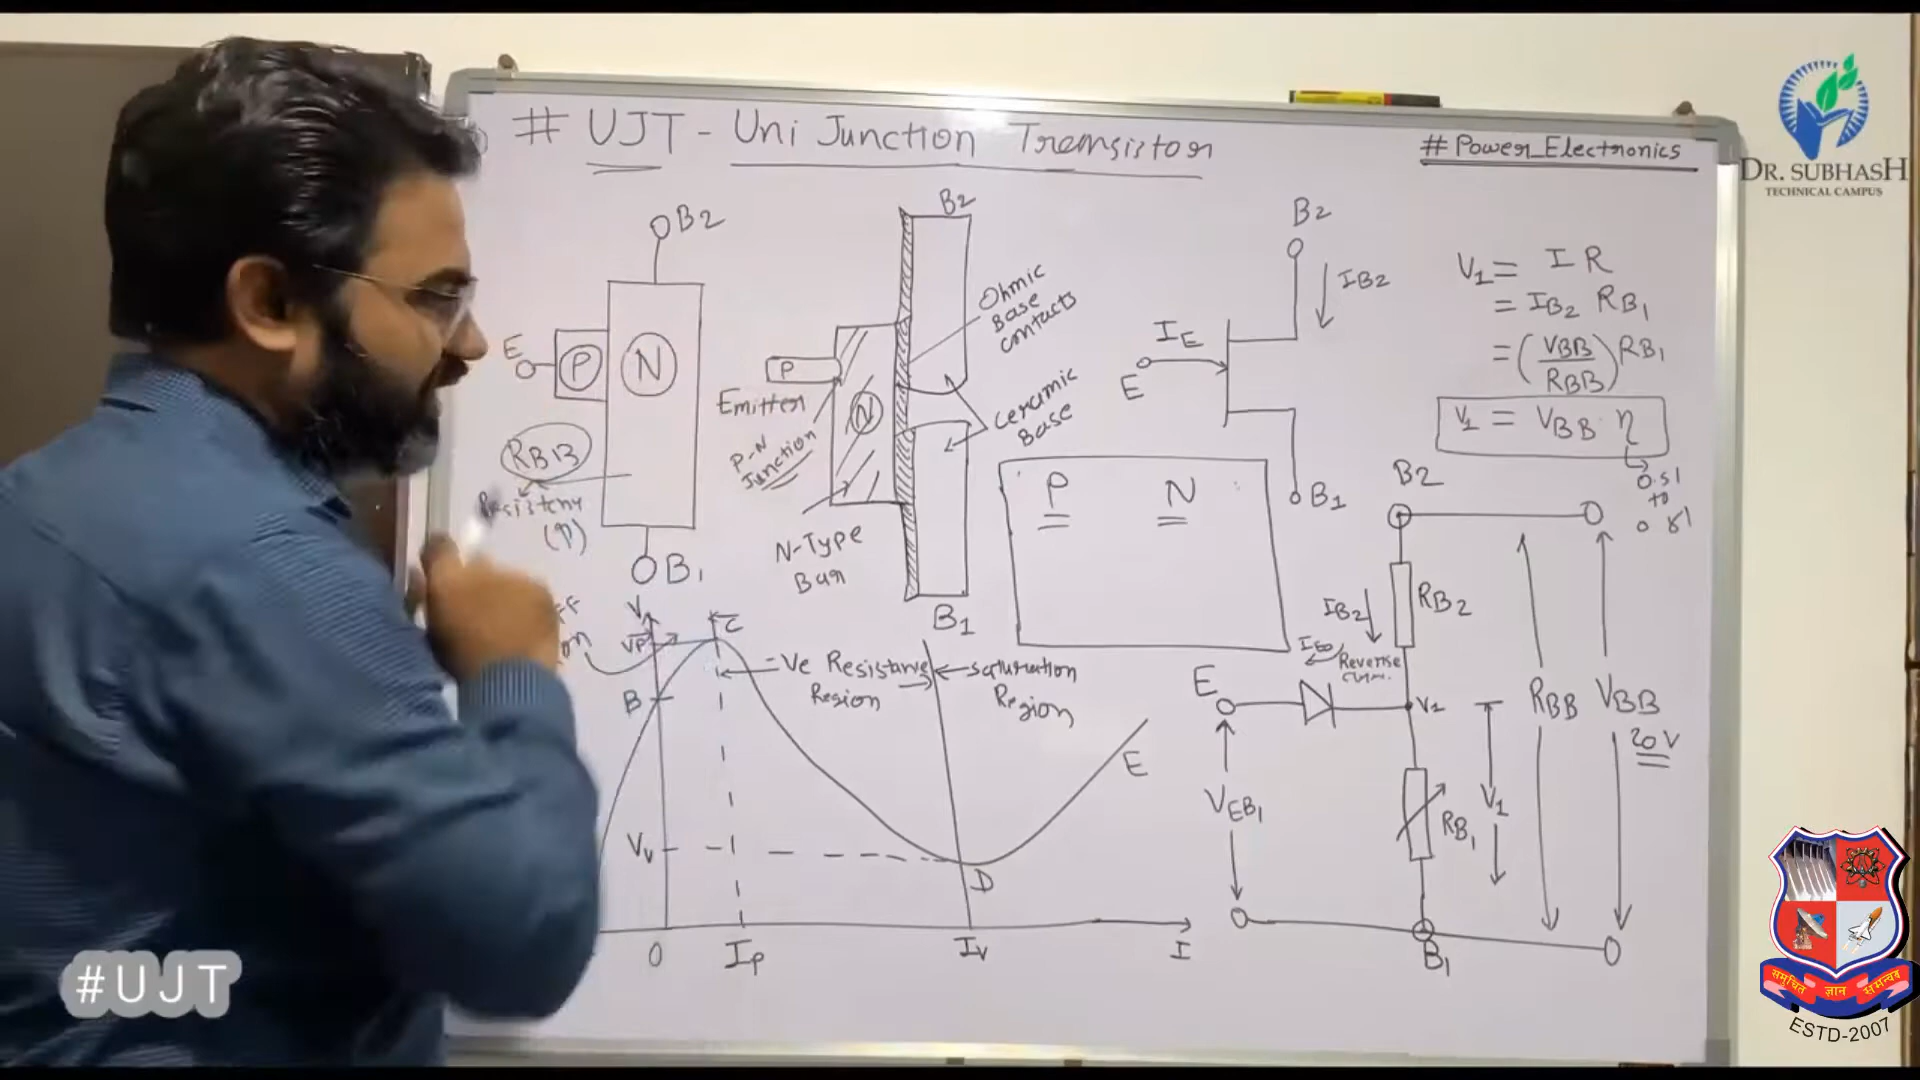 # UJT - Uni Junction Transistor
# Power_Electronics
DR. SUBHASH
TECHNICAL CAMPUS
B2
E
P
N
RBB
(η)
B1
B2
P
Emitter
N
P-N
Junction
N-Type
Bar
Ohmic
Base
Contacts
Ceramic
Base
B1
B2
IB2
IE
E
B1
P N
V1 = I R
= IB2 RB1
= (VBB/RBB) RB1
V1 = VBB η
0.51
to
0.81
V
VP
C
B
-Ve Resistance
Region
Saturation
Region
E
VV
D
O
IP
IV
I
B2
IB2
RB2
IEO
Reverse
E
V1
RBB
VBB
20V
VEB1
RB1
V1
B1
#UJT
समुचित ज्ञान समन्वय
ESTD-2007